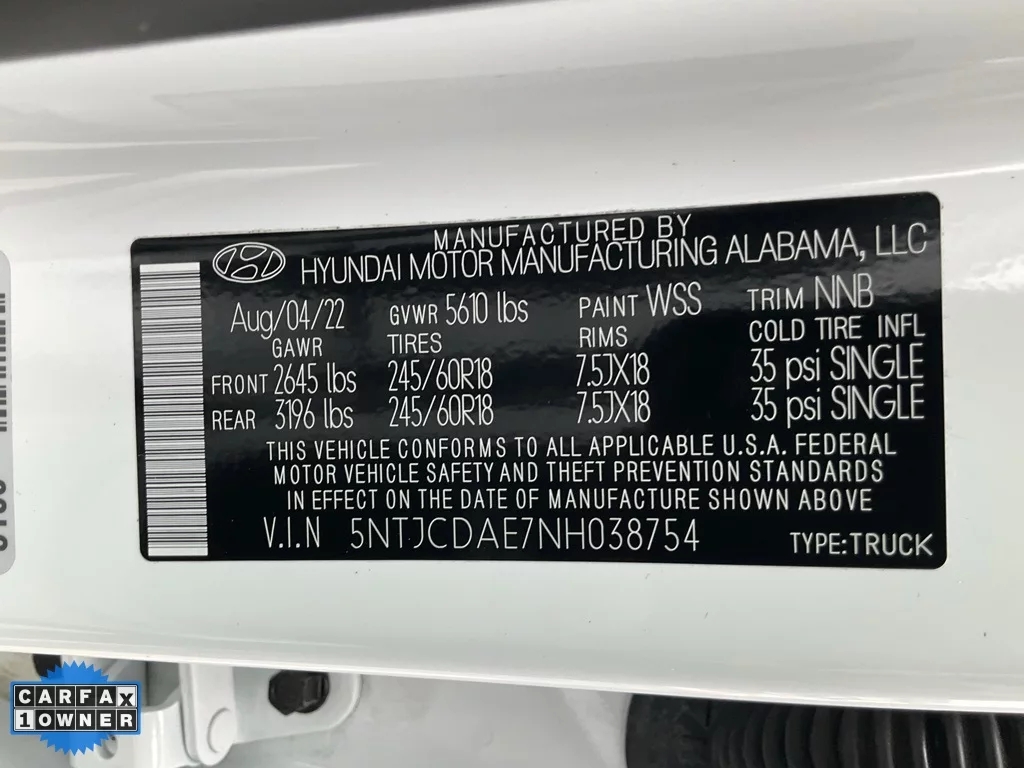 MANUFACTURED BY
HYUNDAI MOTOR MANUFACTURING ALABAMA, LLC
Aug/04/22 GVWR 5610 lbs PAINT WSS TRIM NNB
GAWR TIRES RIMS COLD TIRE INFL
FRONT 2645 lbs 245/60R18 7.5JX18 35 psi SINGLE
REAR 3196 lbs 245/60R18 7.5JX18 35 psi SINGLE
THIS VEHICLE CONFORMS TO ALL APPLICABLE U.S.A. FEDERAL
MOTOR VEHICLE SAFETY AND THEFT PREVENTION STANDARDS
IN EFFECT ON THE DATE OF MANUFACTURE SHOWN ABOVE
V.I.N 5NTJCDAE7NH038754 TYPE:TRUCK
CARFAX
1 OWNER